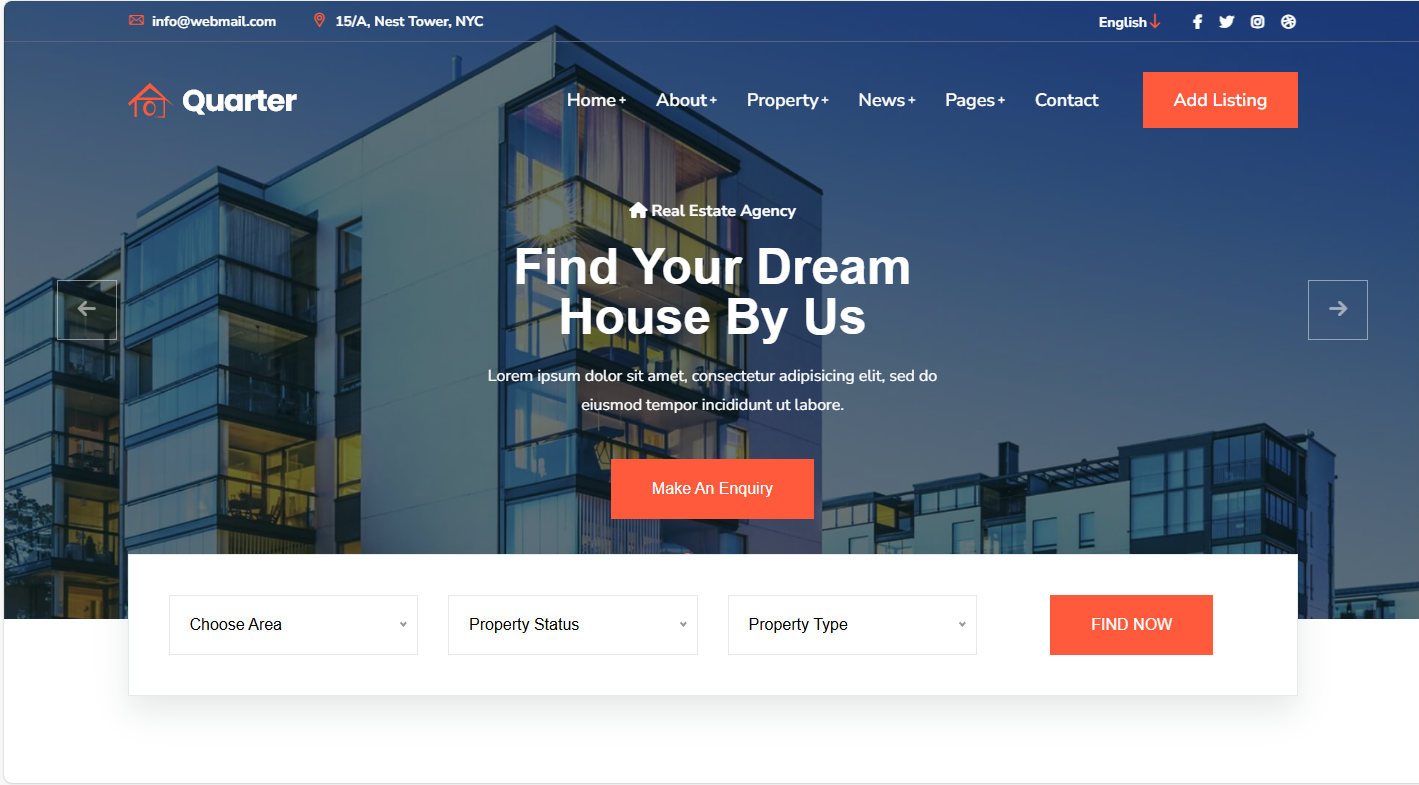 info@webmail.com
15/A, Nest Tower, NYC
English
Quarter
Home+
About+
Property+
News+
Pages+
Contact
Add Listing
Real Estate Agency
Find Your Dream
House By Us
Lorem ipsum dolor sit amet, consectetur adipisicing elit, sed do
eiusmod tempor incididunt ut labore.
Make An Enquiry
Choose Area
Property Status
Property Type
FIND NOW